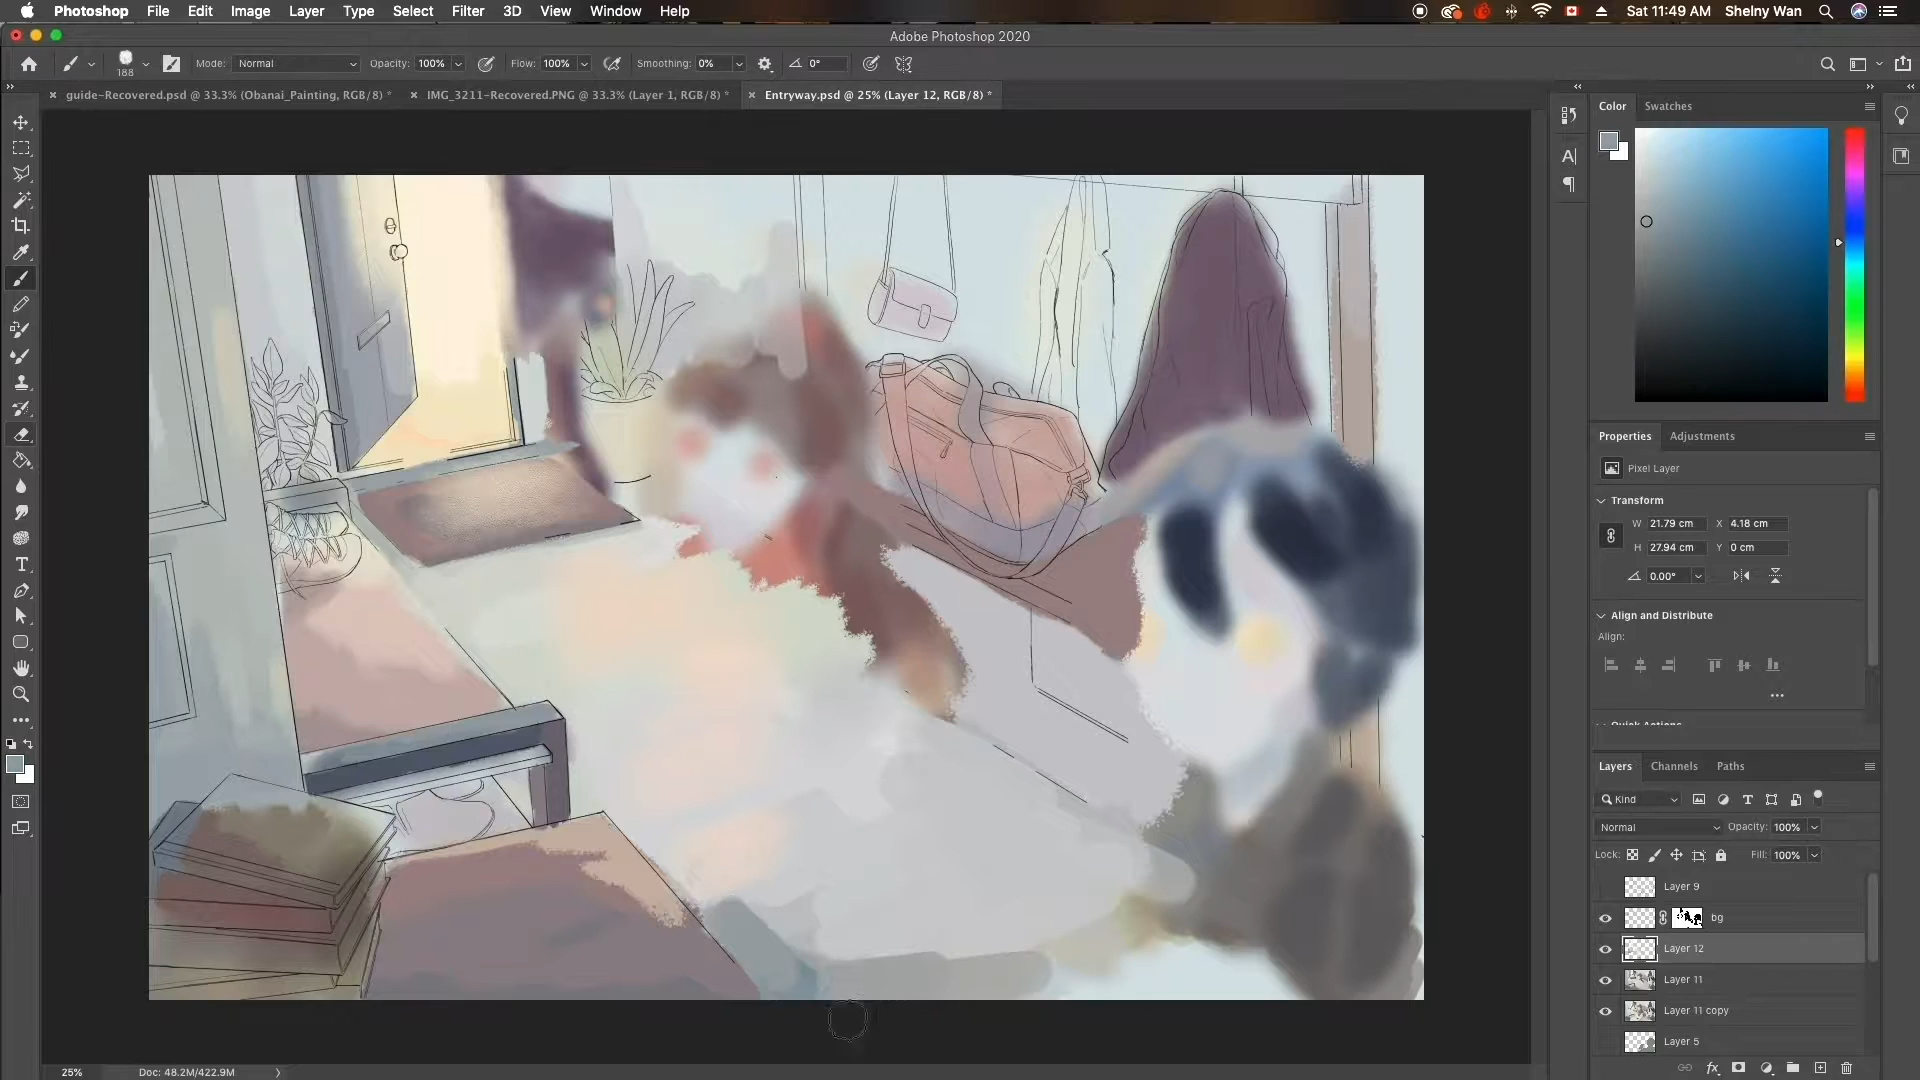 Photoshop File Edit Image Layer Type Select Filter 3D View Window Help Sat 11:49 AM Shelny Wan
Adobe Photoshop 2020
188 Mode: Normal Opacity: 100% Flow: 100% Smoothing: 0% 0°
guide-Recovered.psd @ 33.3% (Obanai_Painting, RGB/8) * IMG_3211-Recovered.PNG @ 33.3% (Layer 1, RGB/8) * Entryway.psd @ 25% (Layer 12, RGB/8) *
Color Swatches
Properties Adjustments
Pixel Layer
Transform
W 21.79 cm X 4.18 cm
H 27.94 cm Y 0 cm
0.00°
Align and Distribute
Align:
Quick Actions
Layers Channels Paths
Kind
Normal Opacity: 100%
Lock: Fill: 100%
Layer 9
bg
Layer 12
Layer 11
Layer 11 copy
Layer 5
25% Doc: 48.2M/422.9M